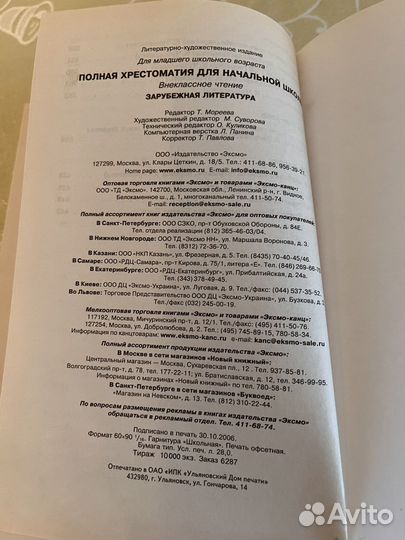 Литературно-художественное издание
Для младшего школьного возраста
ПОЛНАЯ ХРЕСТОМАТИЯ ДЛЯ НАЧАЛЬНОЙ
Внеклассное чтение
ЗАРУБЕЖНАЯ ЛИТЕРАТУРА
Редактор Т. Мореева
Художественный редактор М. Суворова
Технический редактор О. Куликова
Компьютерная верстка Л. Панина
Корректор Т. Павлова
ООО «Издательство «Эксмо»
127299, Москва, ул. Клары Цеткин, д. 18/5. Тел.: 411-68-86, 956-39-21.
Home page: www.eksmo.ru E-mail: info@eksmo.ru
Оптовая торговля книгами «Эксмо» и товарами «Эксмо-канц»:
ООО «ТД «Эксмо». 142700, Московская обл., Ленинский р-н, г. Видное,
Белокаменное ш., д. 1, многоканальный тел. 411-50-74.
E-mail: reception@eksmo-sale.ru
Полный ассортимент книг издательства «Эксмо» для оптовых покупателей:
В Санкт-Петербурге: ООО СЗКО, пр-т Обуховской Обороны, д. 84Е.
Тел. отдела реализации (812) 365-46-03/04.
В Нижнем Новгороде: ООО ТД «Эксмо НН», ул. Маршала Воронова, д. 3.
Тел. (8312) 72-36-70.
В Казани: ООО «НКП Казань», ул. Фрезерная, д. 5. Тел. (8435) 70-40-45/46.
В Самаре: ООО «РДЦ-Самара», пр-т Кирова, д. 75/1, литера «Е». Тел. (846) 269-66-70.
В Екатеринбурге: ООО «РДЦ-Екатеринбург», ул. Прибалтийская, д. 24а.
Тел. (343) 378-49-45.
В Киеве: ООО ДЦ «Эксмо-Украина», ул. Луговая, д. 9. Тел./факс: (044) 537-35-52.
Во Львове: Торговое Представительство ООО ДЦ «Эксмо-Украина», ул. Бузкова, д. 2.
Тел./факс (032) 245-00-19.
Мелкооптовая торговля книгами «Эксмо» и товарами «Эксмо-канц»:
117192, Москва, Мичуринский пр-т, д. 12/1. Тел./факс: (495) 411-50-76
127254, Москва, ул. Добролюбова, д. 2. Тел.: (495) 745-89-15, 780-58-34.
Информация по канцтоварам: www.eksmo-kanc.ru e-mail: kanc@eksmo-sale.ru
Полный ассортимент продукции издательства «Эксмо»:
В Москве в сети магазинов «Новый книжный»:
Центральный магазин — Москва, Сухаревская пл., 12. Тел. 937-85-81.
Волгоградский пр-т, д. 78, тел. 177-22-11; ул. Братиславская, д. 12, тел. 346-99-95.
Информация о магазинах «Новый книжный» по тел. 780-58-81.
В Санкт-Петербурге в сети магазинов «Буквоед»:
«Магазин на Невском», д. 13. Тел. (812) 310-22-44.
По вопросам размещения рекламы в книгах издательства «Эксмо»
обращаться в рекламный отдел. Тел. 411-68-74.
Подписано в печать 30.10.2006.
Формат 60×90 1/16. Гарнитура «Школьная». Печать офсетная.
Бумага тип. Усл. печ. л. 28,0.
Тираж 10000 экз. Заказ 6287
Отпечатано в ОАО «ИПК «Ульяновский Дом печати»
432980, г. Ульяновск, ул. Гончарова, 14
Avito